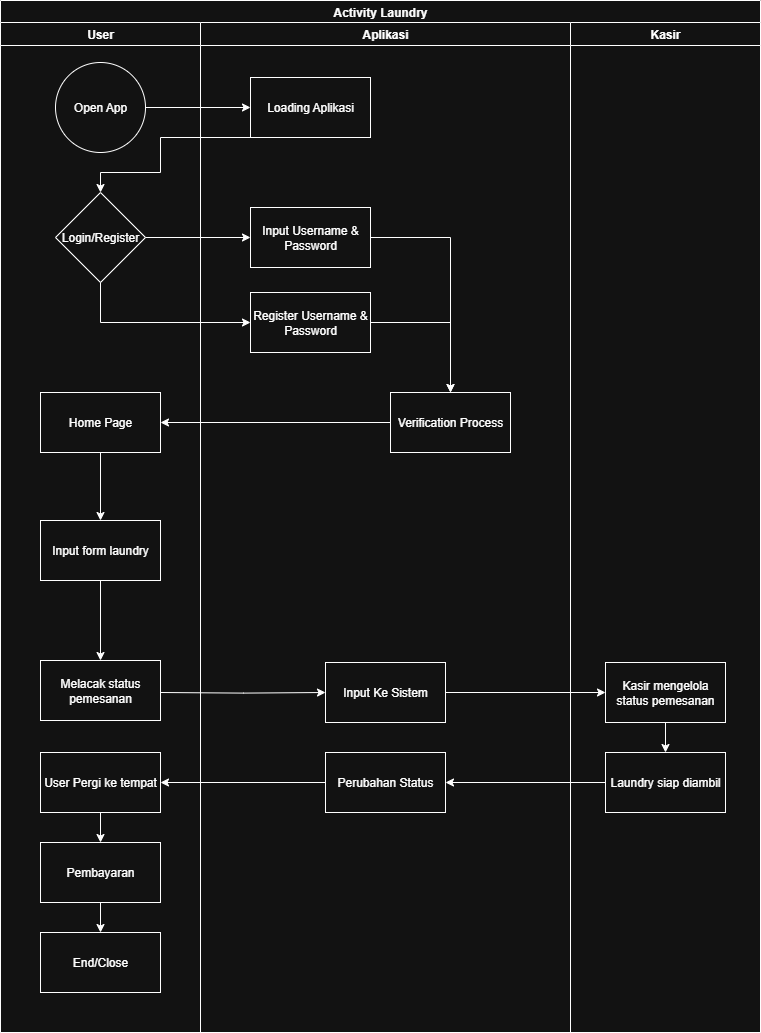 Activity Laundry
User
Aplikasi
Kasir
Open App
Loading Aplikasi
Login/Register
Input Username &
Password
Register Username &
Password
Home Page
Verification Process
Input form laundry
Melacak status
pemesanan
Input Ke Sistem
Kasir mengelola
status pemesanan
User Pergi ke tempat
Perubahan Status
Laundry siap diambil
Pembayaran
End/Close